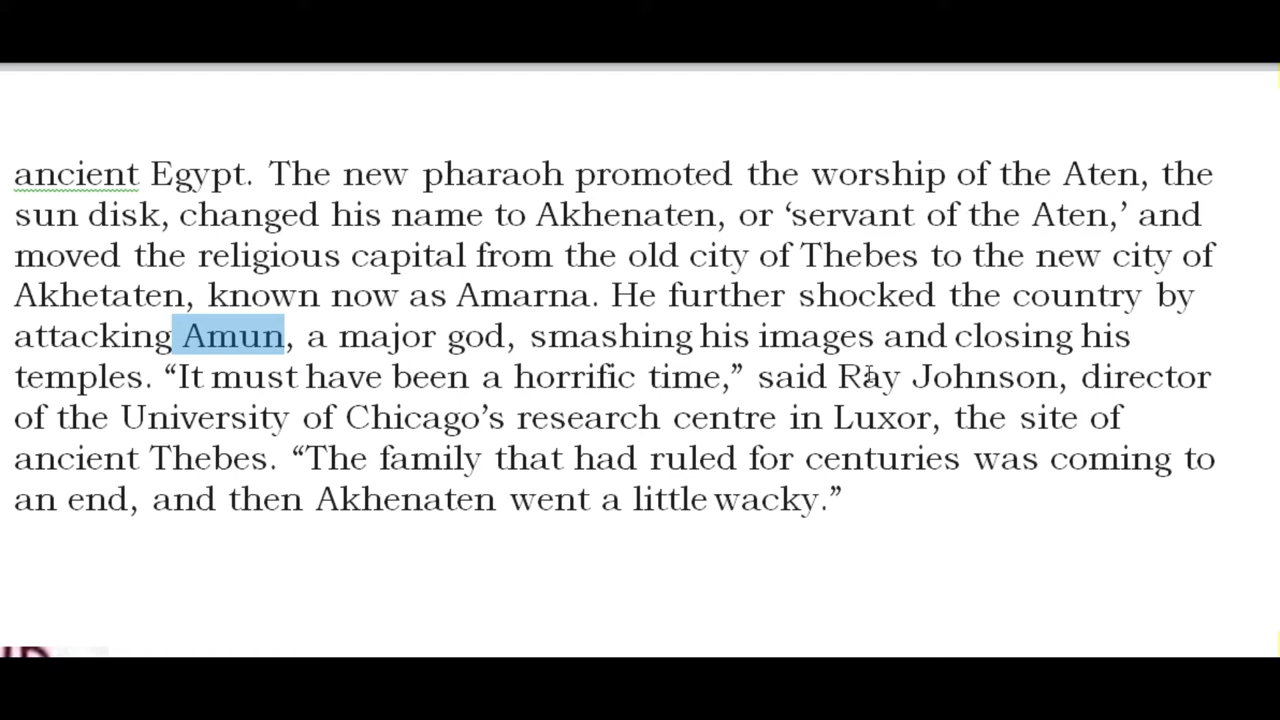 ancient Egypt. The new pharaoh promoted the worship of the Aten, the
sun disk, changed his name to Akhenaten, or ‘servant of the Aten,’ and
moved the religious capital from the old city of Thebes to the new city of
Akhetaten, known now as Amarna. He further shocked the country by
attacking Amun, a major god, smashing his images and closing his
temples. “It must have been a horrific time,” said Ray Johnson, director
of the University of Chicago’s research centre in Luxor, the site of
ancient Thebes. “The family that had ruled for centuries was coming to
an end, and then Akhenaten went a little wacky.”